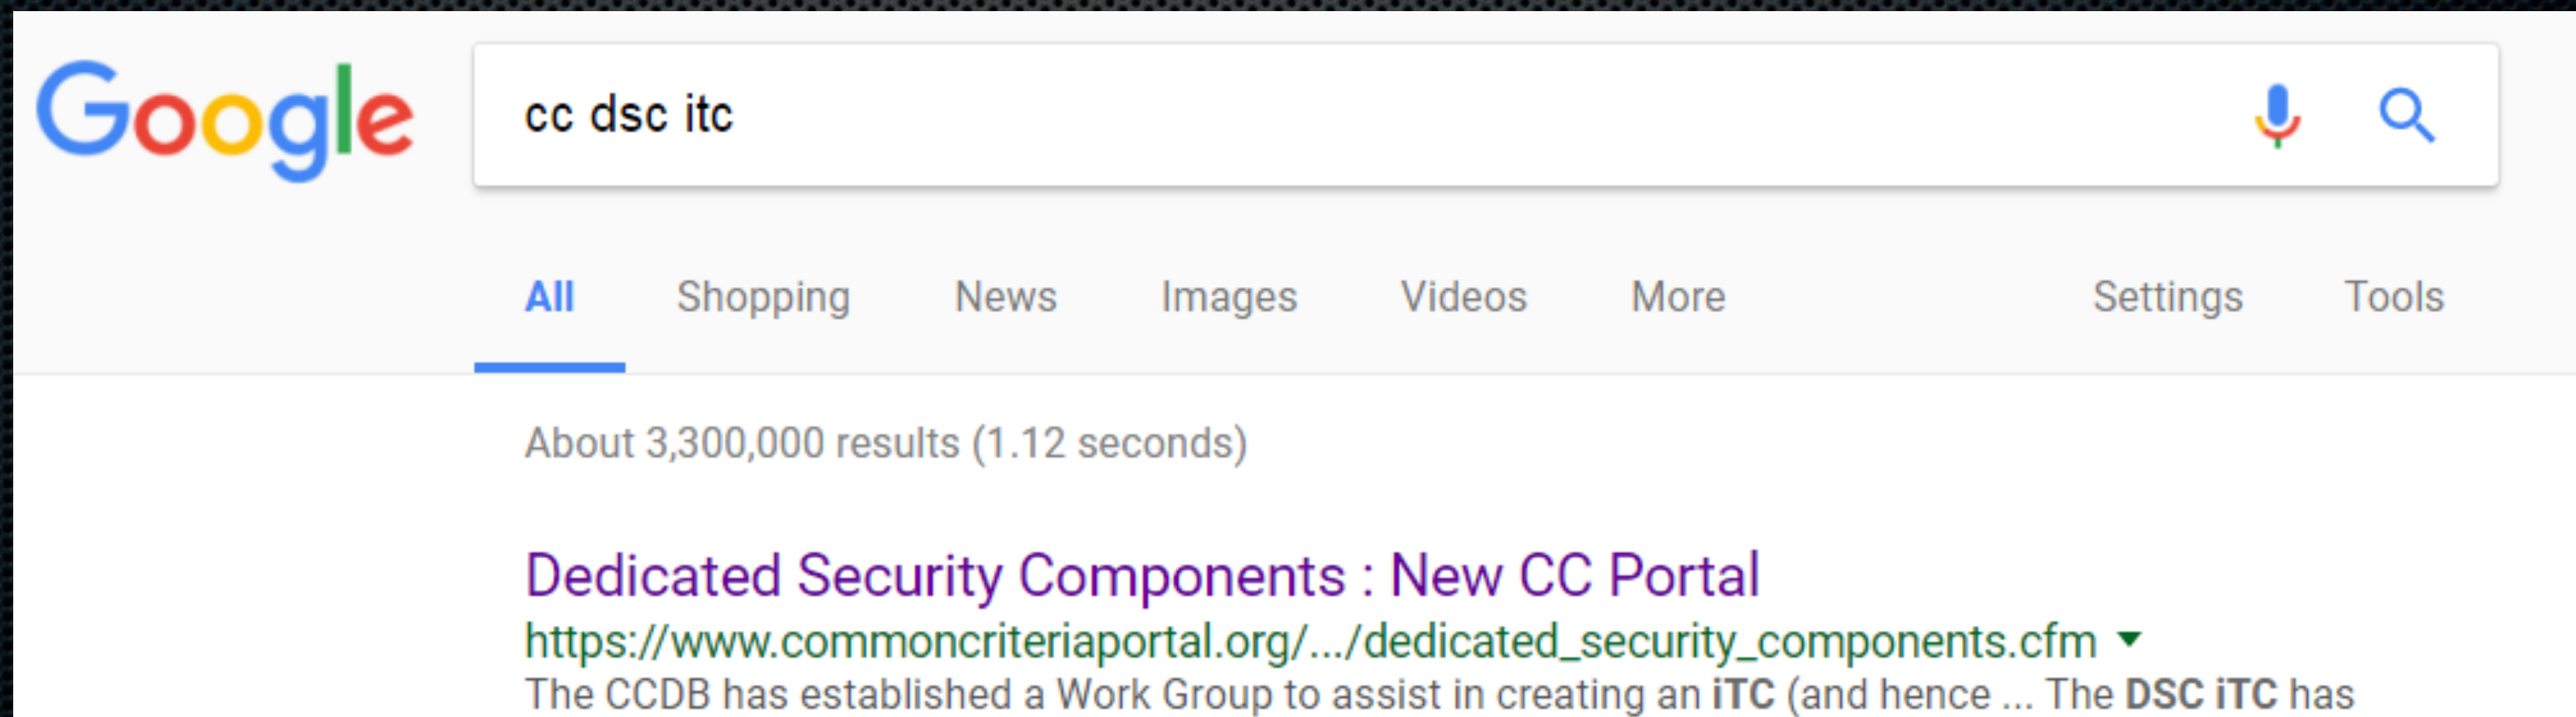 Google
cc dsc itc
All Shopping News Images Videos More Settings Tools
About 3,300,000 results (1.12 seconds)
Dedicated Security Components : New CC Portal
https://www.commoncriteriaportal.org/.../dedicated_security_components.cfm
The CCDB has established a Work Group to assist in creating an iTC (and hence ... The DSC iTC has